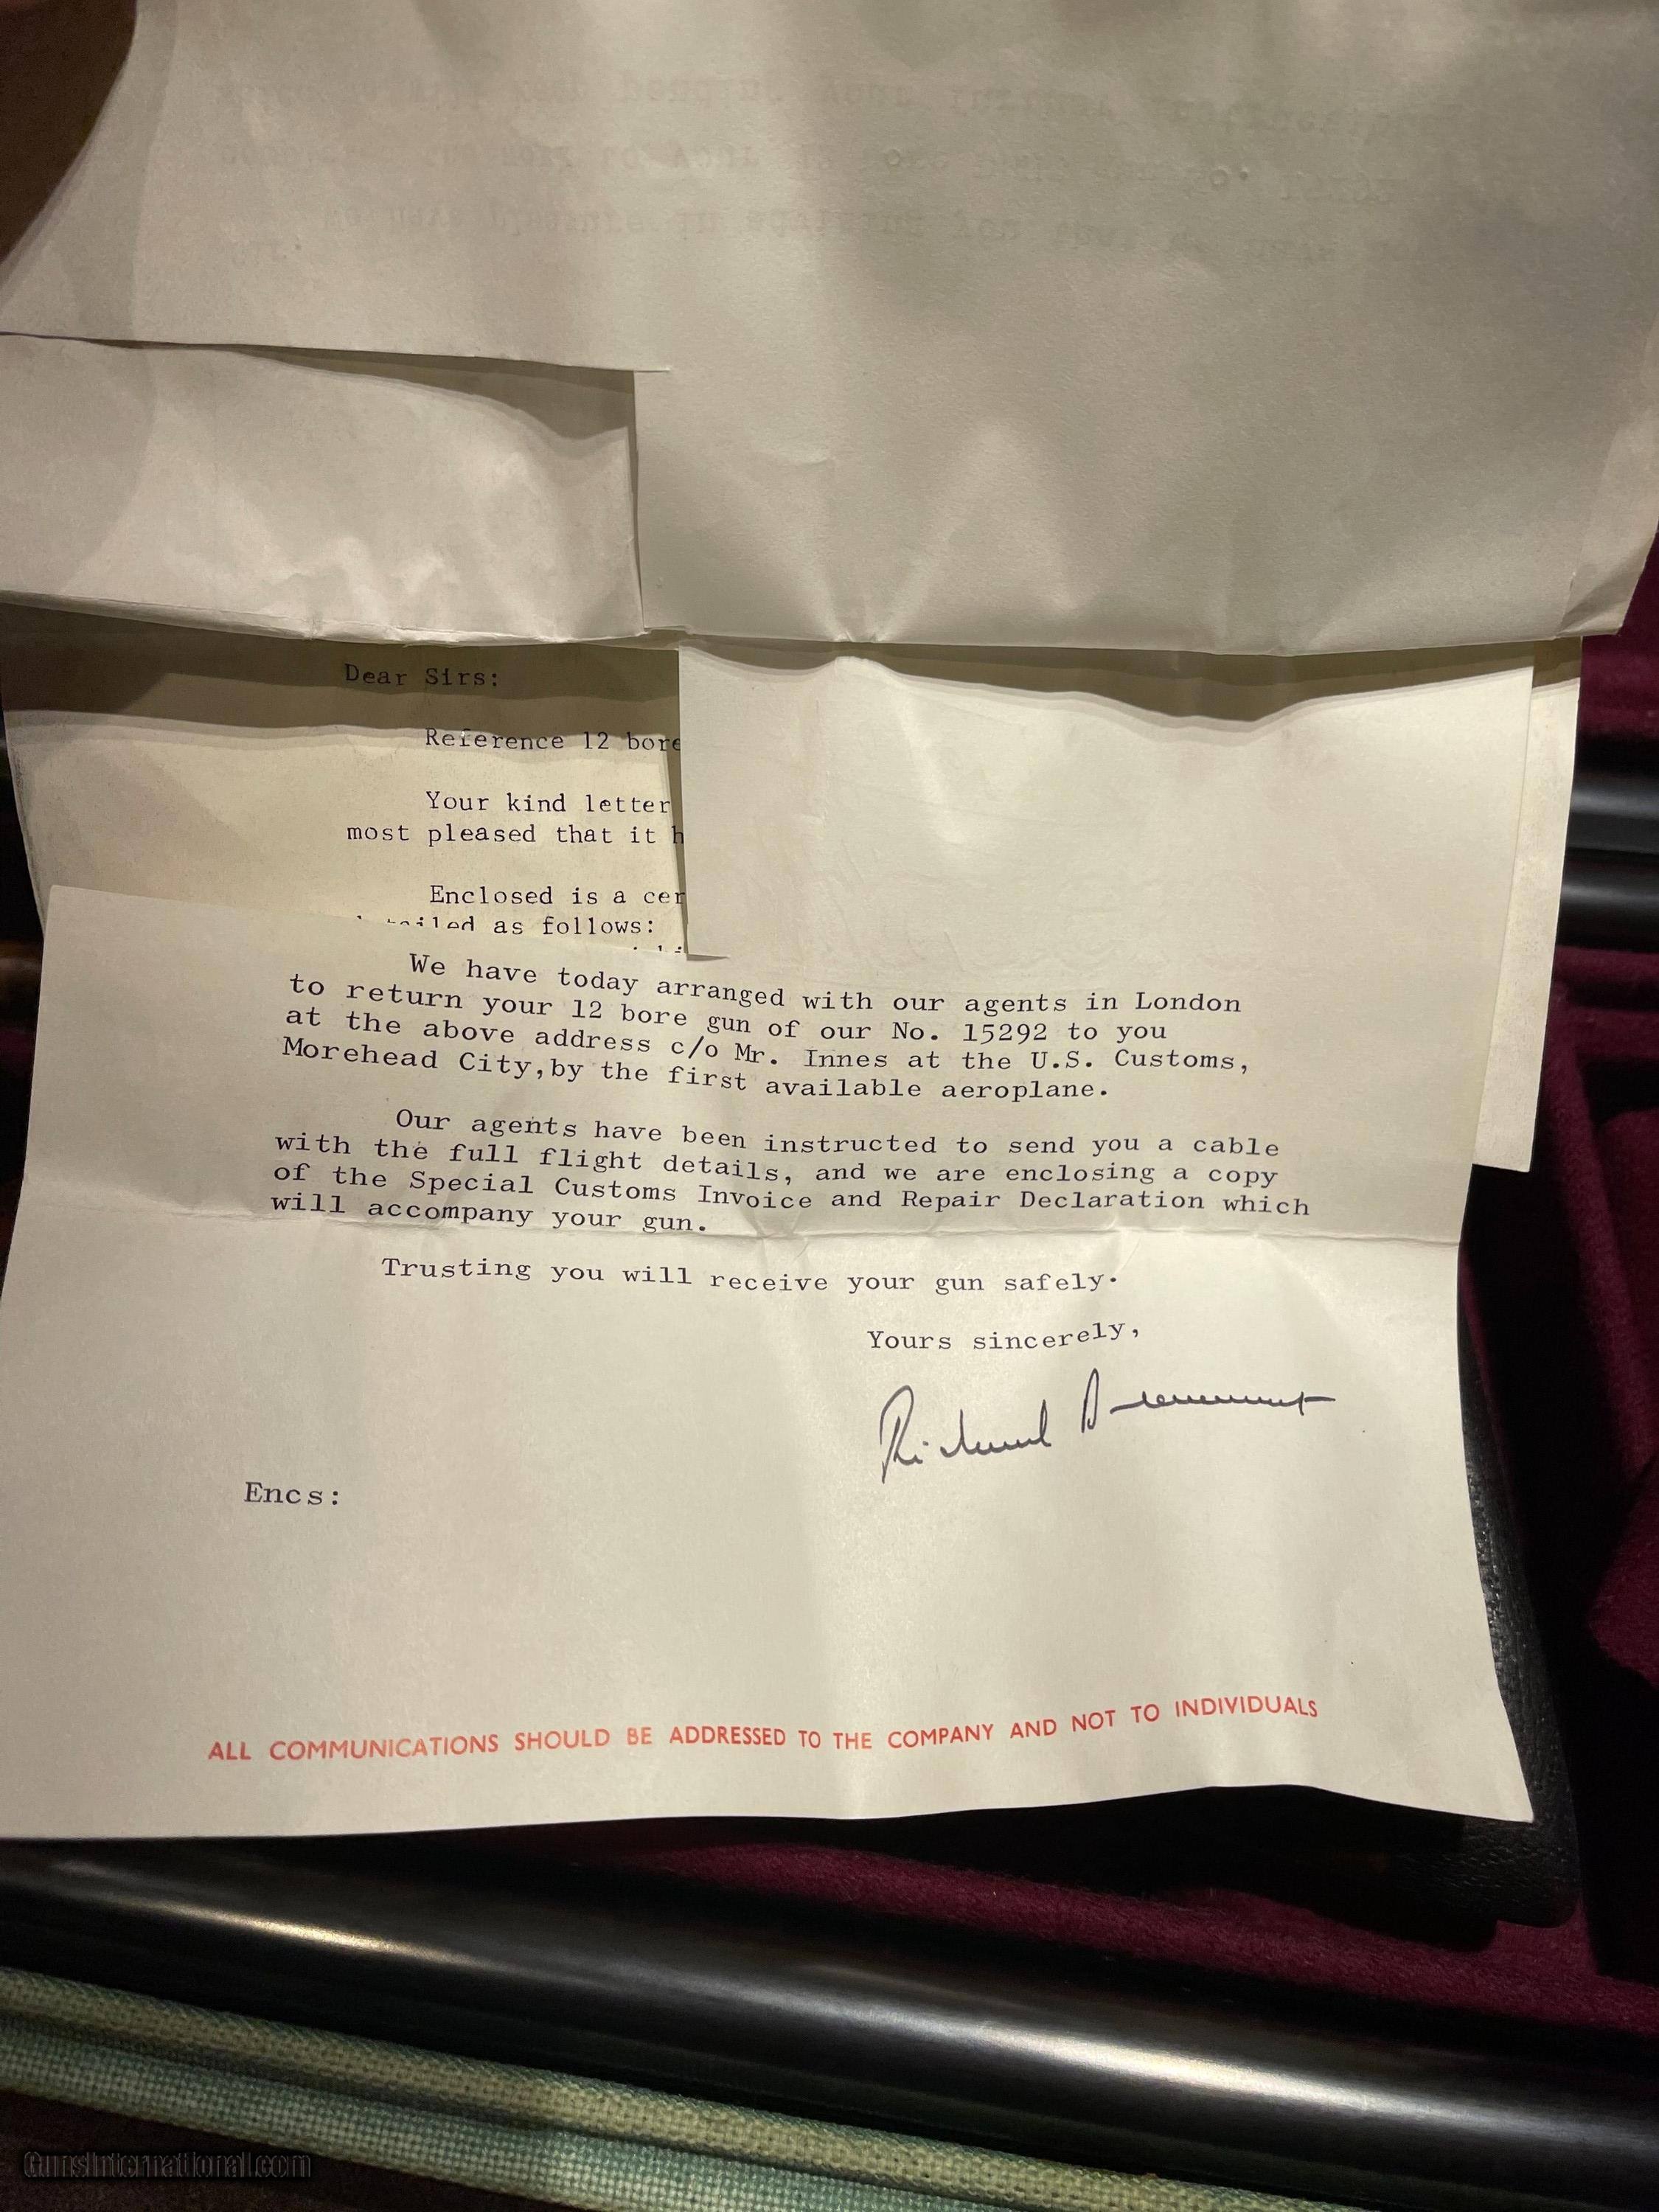 Dear Sirs:
Reference 12 bore
Your kind letter
most pleased that it h
Enclosed is a cer
as follows:
We have today arranged with our agents in London
to return your 12 bore gun of our No. 15292 to you
at the above address c/o Mr. Innes at the U.S. Customs,
Morehead City,by the first available aeroplane.
Our agents have been instructed to send you a cable
with the full flight details, and we are enclosing a copy
of the Special Customs Invoice and Repair Declaration which
will accompany your gun.
Trusting you will receive your gun safely.
Yours sincerely,
Richard
Encs:
ALL COMMUNICATIONS SHOULD BE ADDRESSED TO THE COMPANY AND NOT TO INDIVIDUALS
GunsInternational.com